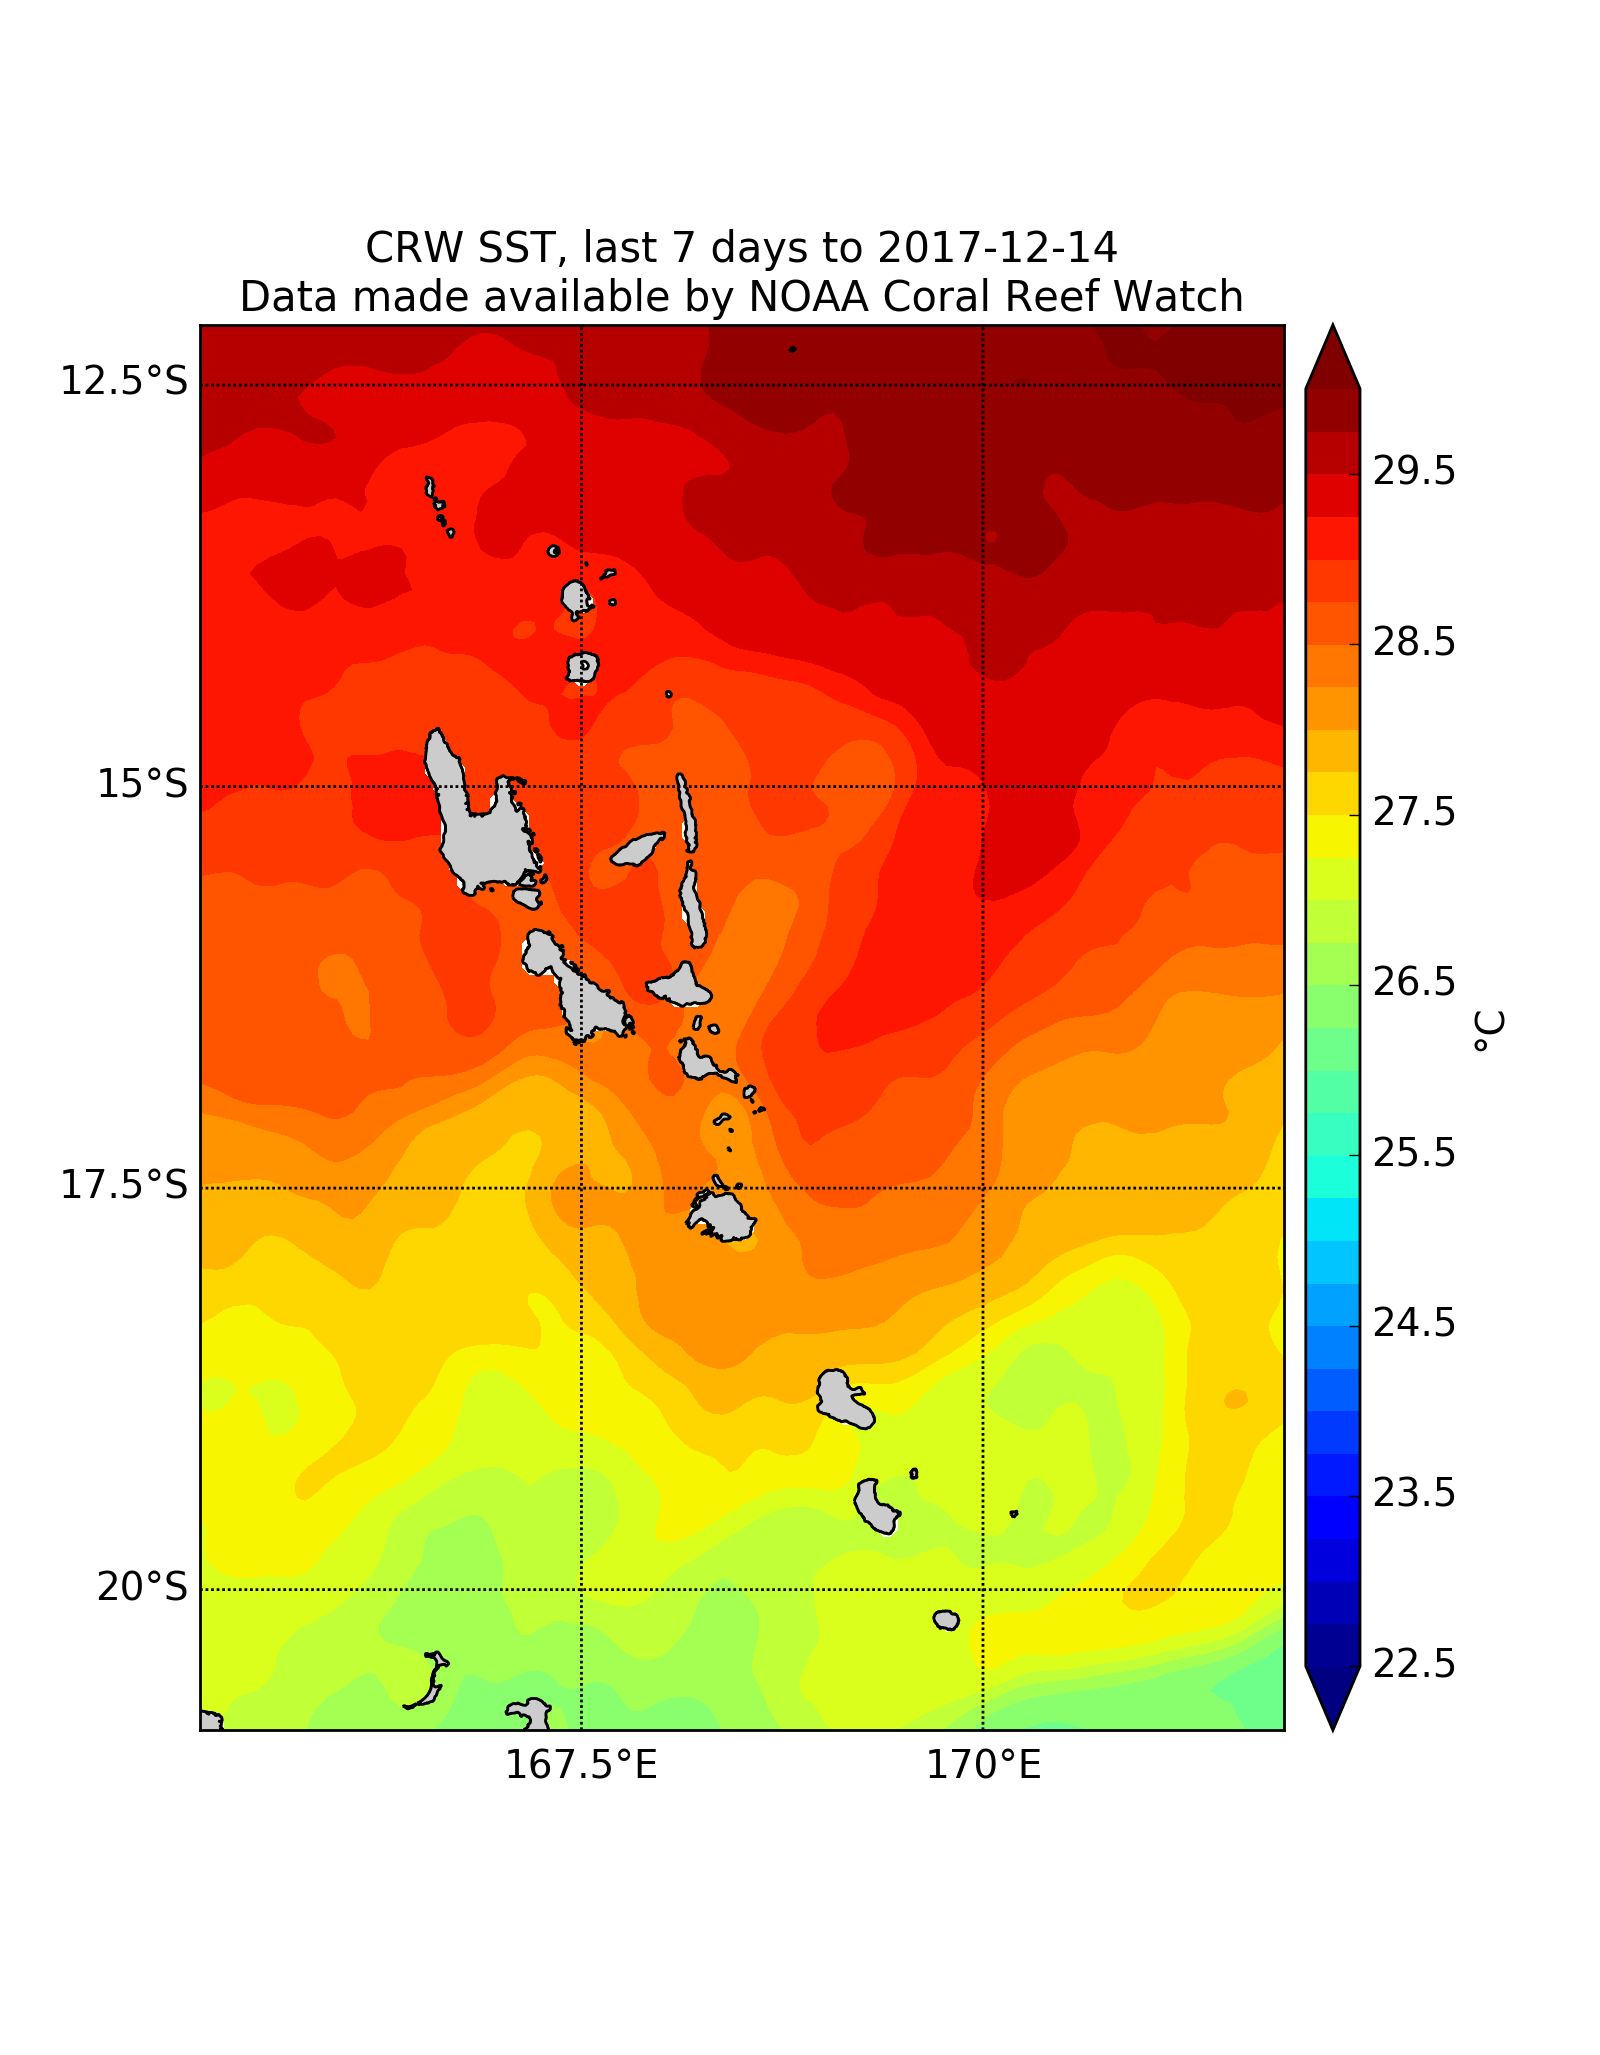 CRW SST, last 7 days to 2017-12-14
Data made available by NOAA Coral Reef Watch
12.5°S
15°S
17.5°S
20°S
167.5°E
170°E
29.5
28.5
27.5
26.5
25.5
24.5
23.5
22.5
°C